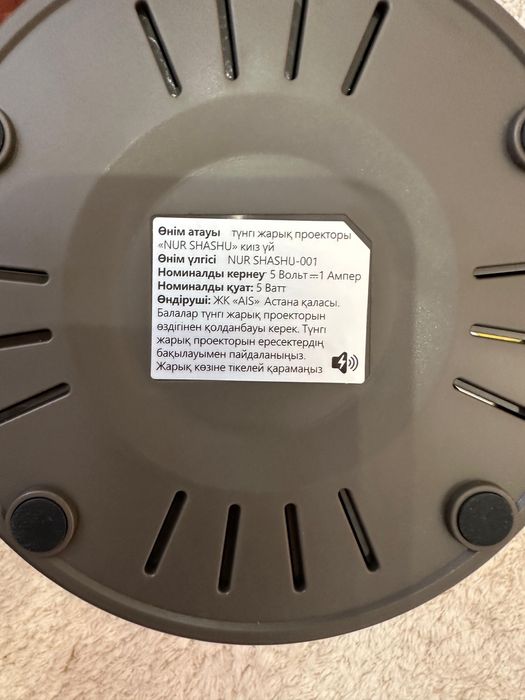 Өнім атауы түнгі жарық проекторы
«NUR SHASHU» киіз үй
Өнім үлгісі NUR SHASHU-001
Номиналды кернеу 5 Вольт⎓1 Ампер
Номиналды қуат: 5 Ватт
Өндіруші: ЖК «AIS» Астана қаласы.
Балалар түнгі жарық проекторын
өздігінен қолданбауы керек. Түнгі
жарық проекторын ересектердің
бақылауымен пайдаланыңыз.
Жарық көзіне тікелей қарамаңыз